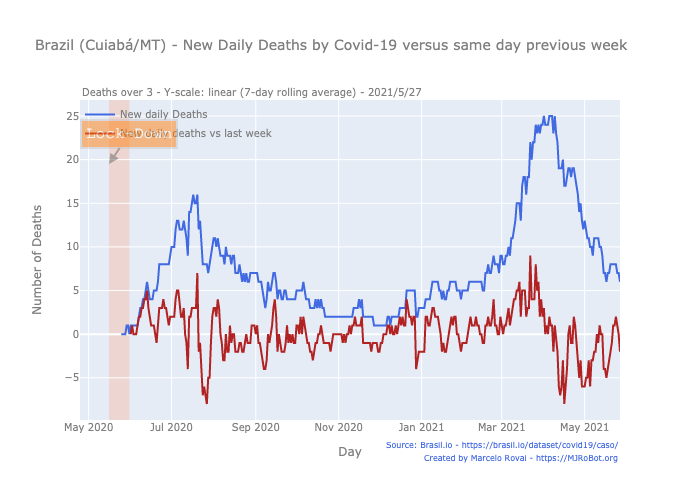 Brazil (Cuiabá/MT) - New Daily Deaths by Covid-19 versus same day previous week
Deaths over 3 - Y-scale: linear (7-day rolling average) - 2021/5/27
New daily Deaths
Lock Down
deaths vs last week
Number of Deaths
25
20
15
10
5
0
−5
May 2020
Jul 2020
Sep 2020
Nov 2020
Jan 2021
Mar 2021
May 2021
Day
Source: Brasil.io - https://brasil.io/dataset/covid19/caso/
Created by Marcelo Rovai - https://MJRoBot.org